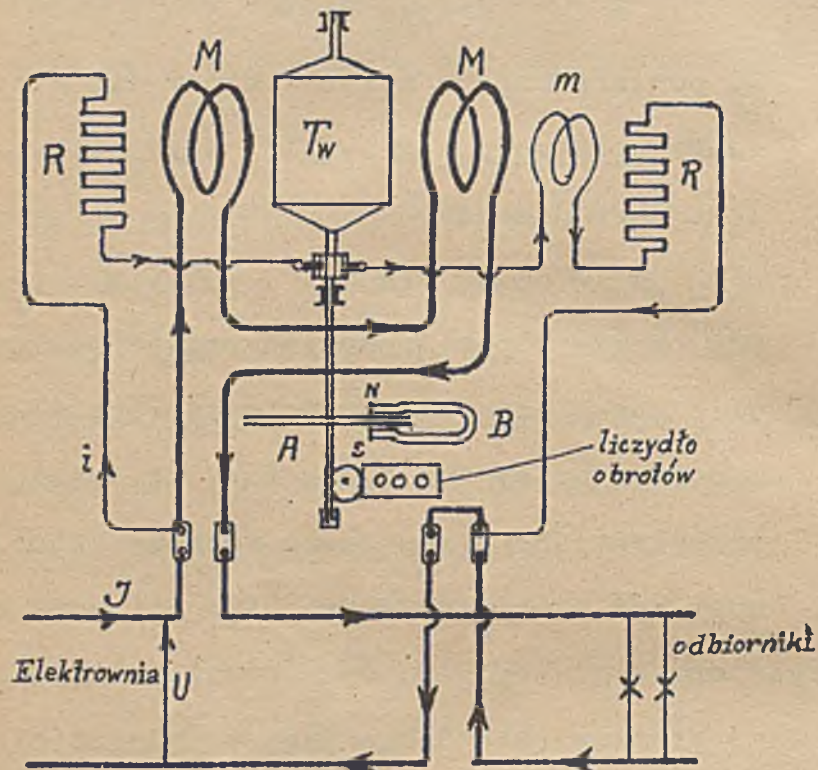 M
M
m
R
Tw
R
N
A
S
B
i
liczydło
obrotów
J
Elektrownia
U
odbiorniki